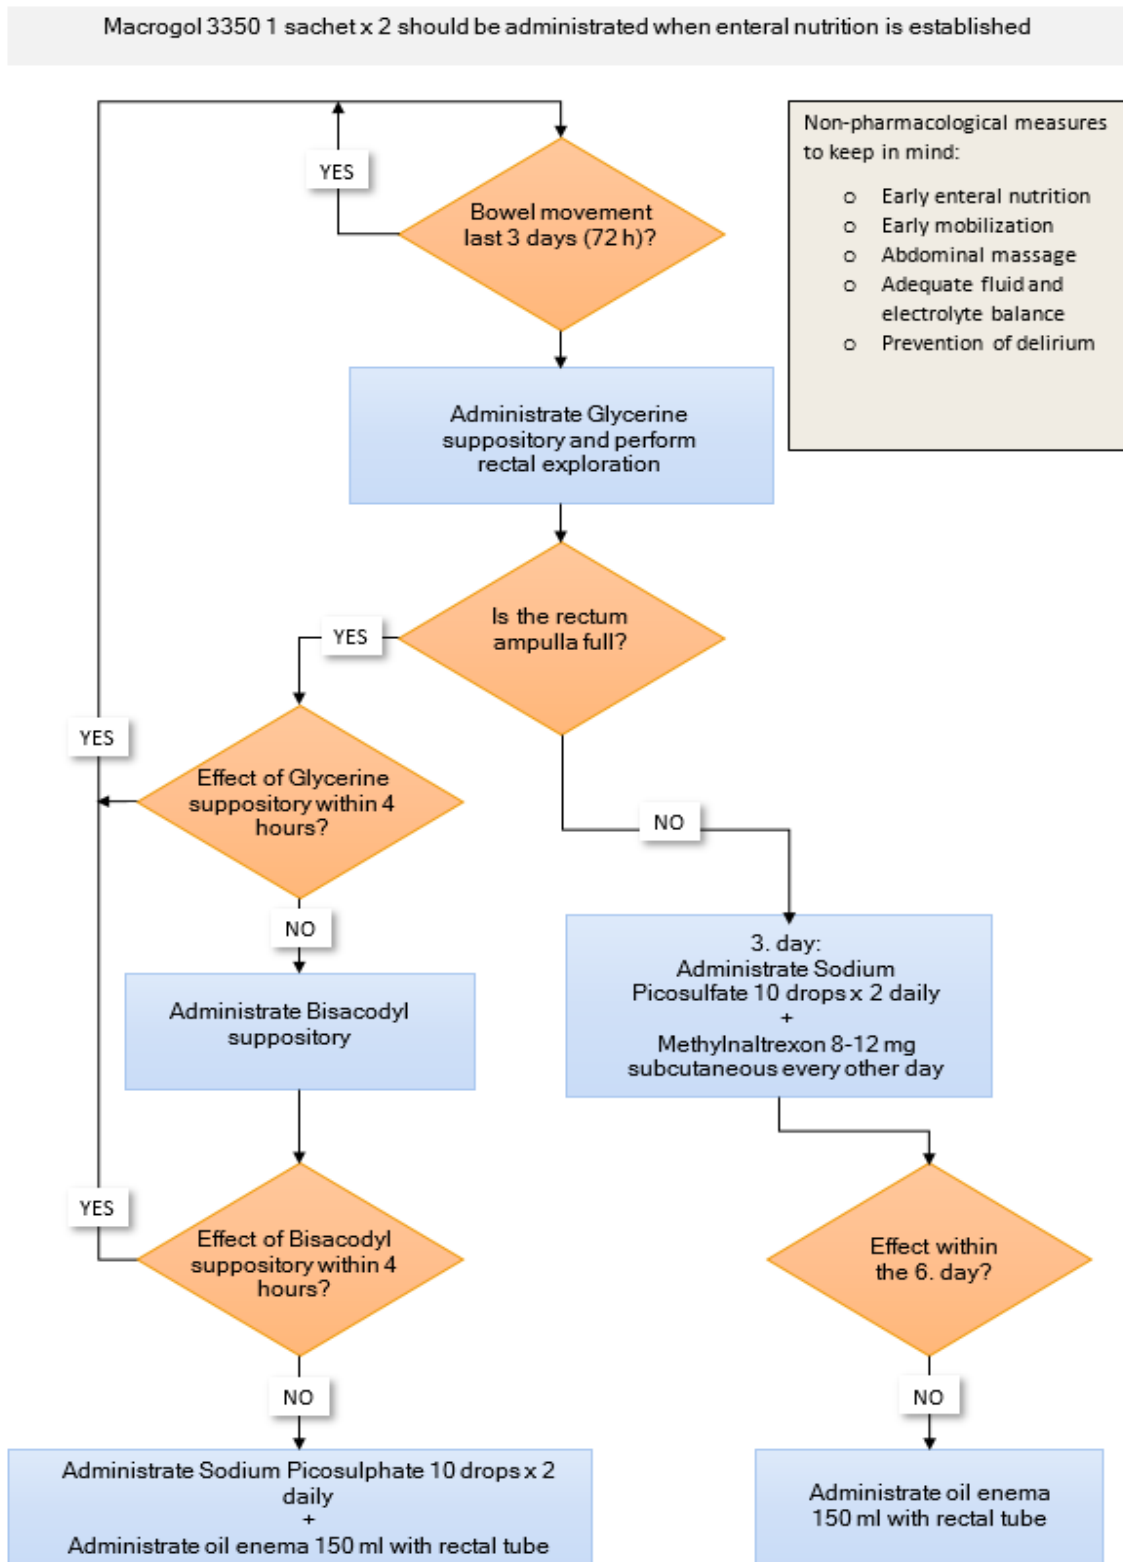 Macrogol 3350 1 sachet x 2 should be administrated when enteral nutrition is established
YES
Bowel movement
last 3 days (72 h)?
Non-pharmacological measures
to keep in mind:
o Early enteral nutrition
o Early mobilization
o Abdominal massage
o Adequate fluid and
electrolyte balance
o Prevention of delirium
Administrate Glycerine
suppository and perform
rectal exploration
Is the rectum
ampulla full?
YES
YES
Effect of Glycerine
suppository within 4
hours?
NO
NO
Administrate Bisacodyl
suppository
3. day:
Administrate Sodium
Picosulfate 10 drops x 2 daily
+
Methylnaltrexon 8-12 mg
subcutaneous every other day
YES
Effect of Bisacodyl
suppository within 4
hours?
Effect within
the 6. day?
NO
NO
Administrate Sodium Picosulphate 10 drops x 2
daily
+
Administrate oil enema 150 ml with rectal tube
Administrate oil enema
150 ml with rectal tube